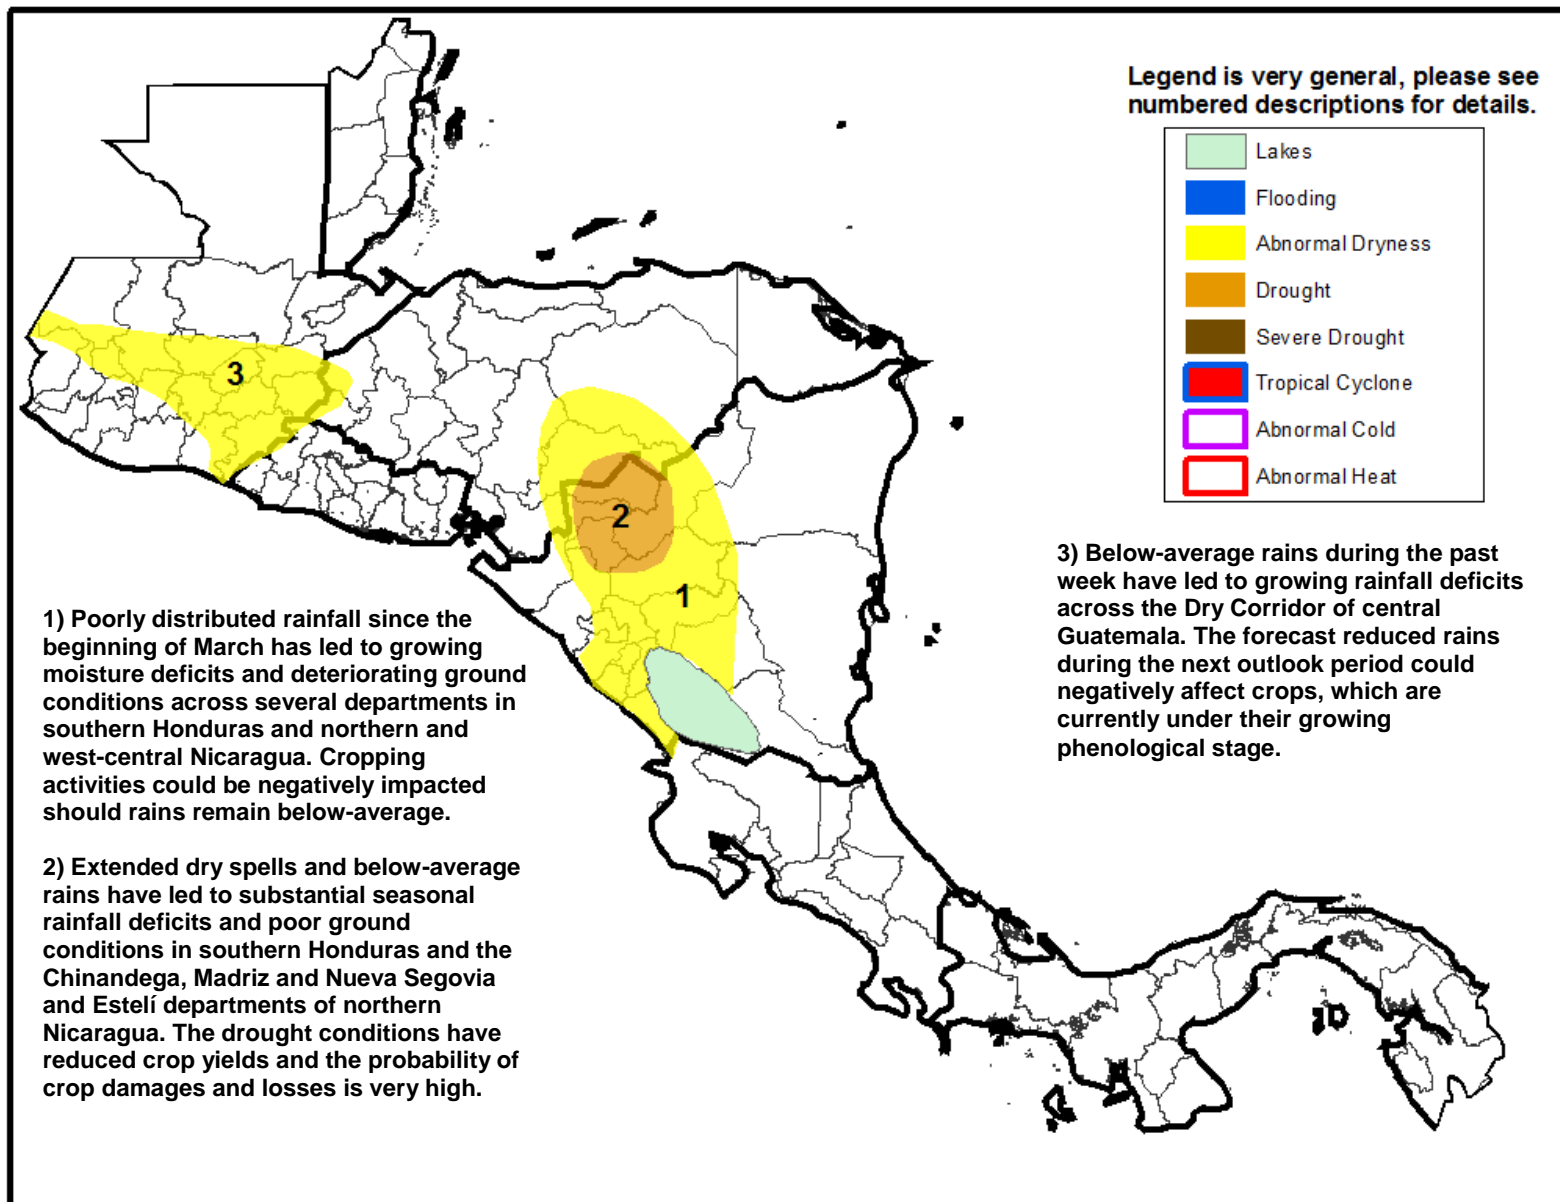 Legend is very general, please see
numbered descriptions for details.
Lakes
Flooding
Abnormal Dryness
Drought
Severe Drought
Tropical Cyclone
Abnormal Cold
Abnormal Heat
3
2
1
1) Poorly distributed rainfall since the
beginning of March has led to growing
moisture deficits and deteriorating ground
conditions across several departments in
southern Honduras and northern and
west-central Nicaragua. Cropping
activities could be negatively impacted
should rains remain below-average.
2) Extended dry spells and below-average
rains have led to substantial seasonal
rainfall deficits and poor ground
conditions in southern Honduras and the
Chinandega, Madriz and Nueva Segovia
and Estelí departments of northern
Nicaragua. The drought conditions have
reduced crop yields and the probability of
crop damages and losses is very high.
3) Below-average rains during the past
week have led to growing rainfall deficits
across the Dry Corridor of central
Guatemala. The forecast reduced rains
during the next outlook period could
negatively affect crops, which are
currently under their growing
phenological stage.